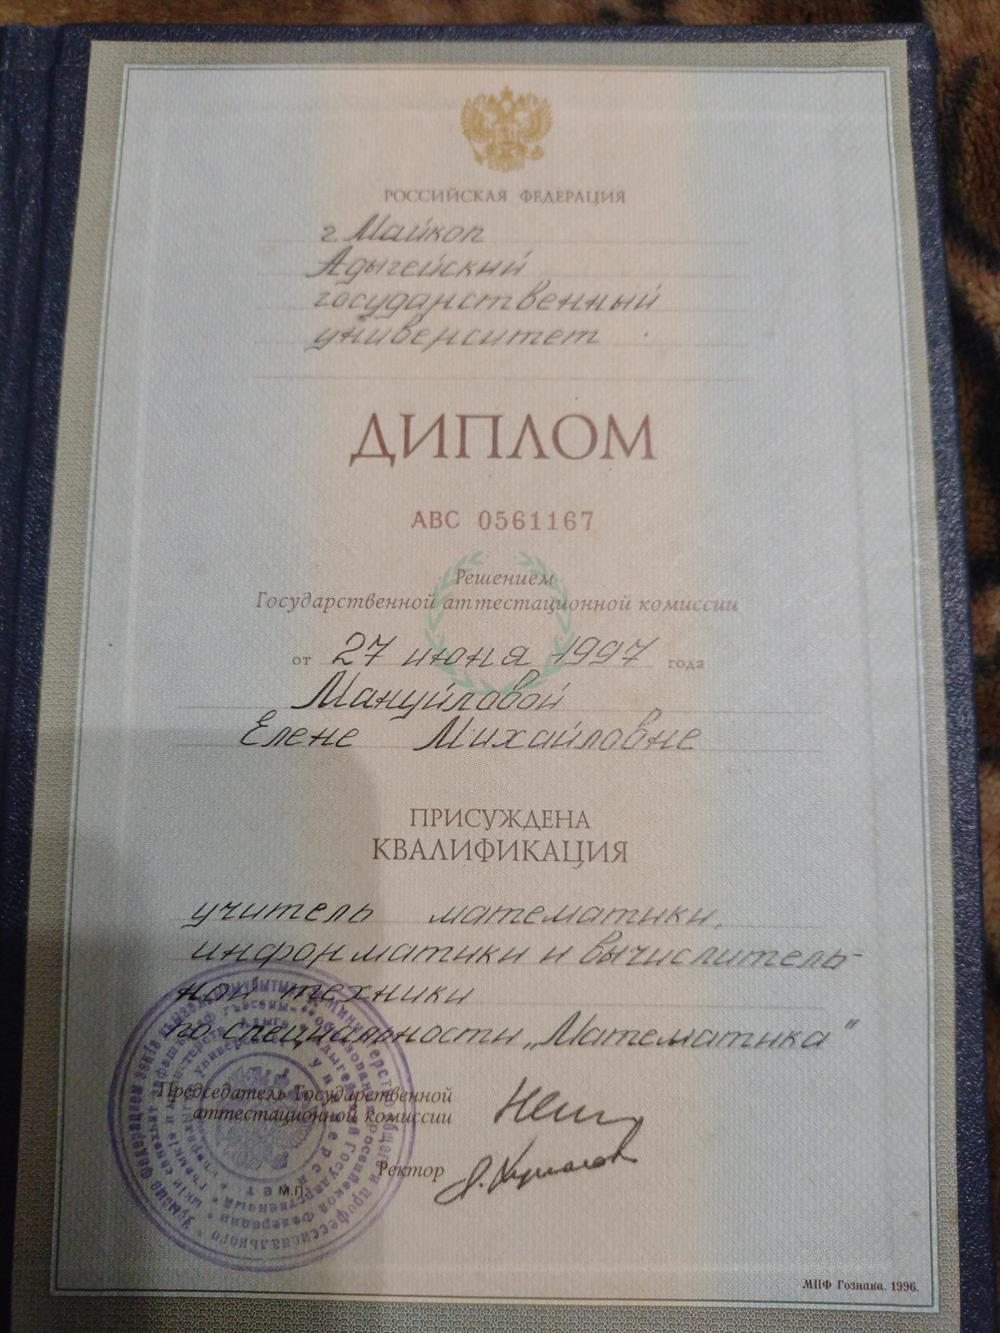 РОССИЙСКАЯ ФЕДЕРАЦИЯ
г. Майкоп
Адыгейский
государственный
университет
ДИПЛОМ
АВС 0561167
Решением
Государственной аттестационной комиссии
от 27 июня 1997 года
Мануйловой
Елене Михайловне
ПРИСУЖДЕНА
КВАЛИФИКАЦИЯ
учитель математики,
информатики и вычислитель-
ной техники
по специальности „Математика"
Председатель Государственной
аттестационной комиссии
Ректор
М.П.
МПФ Гознака. 1996.